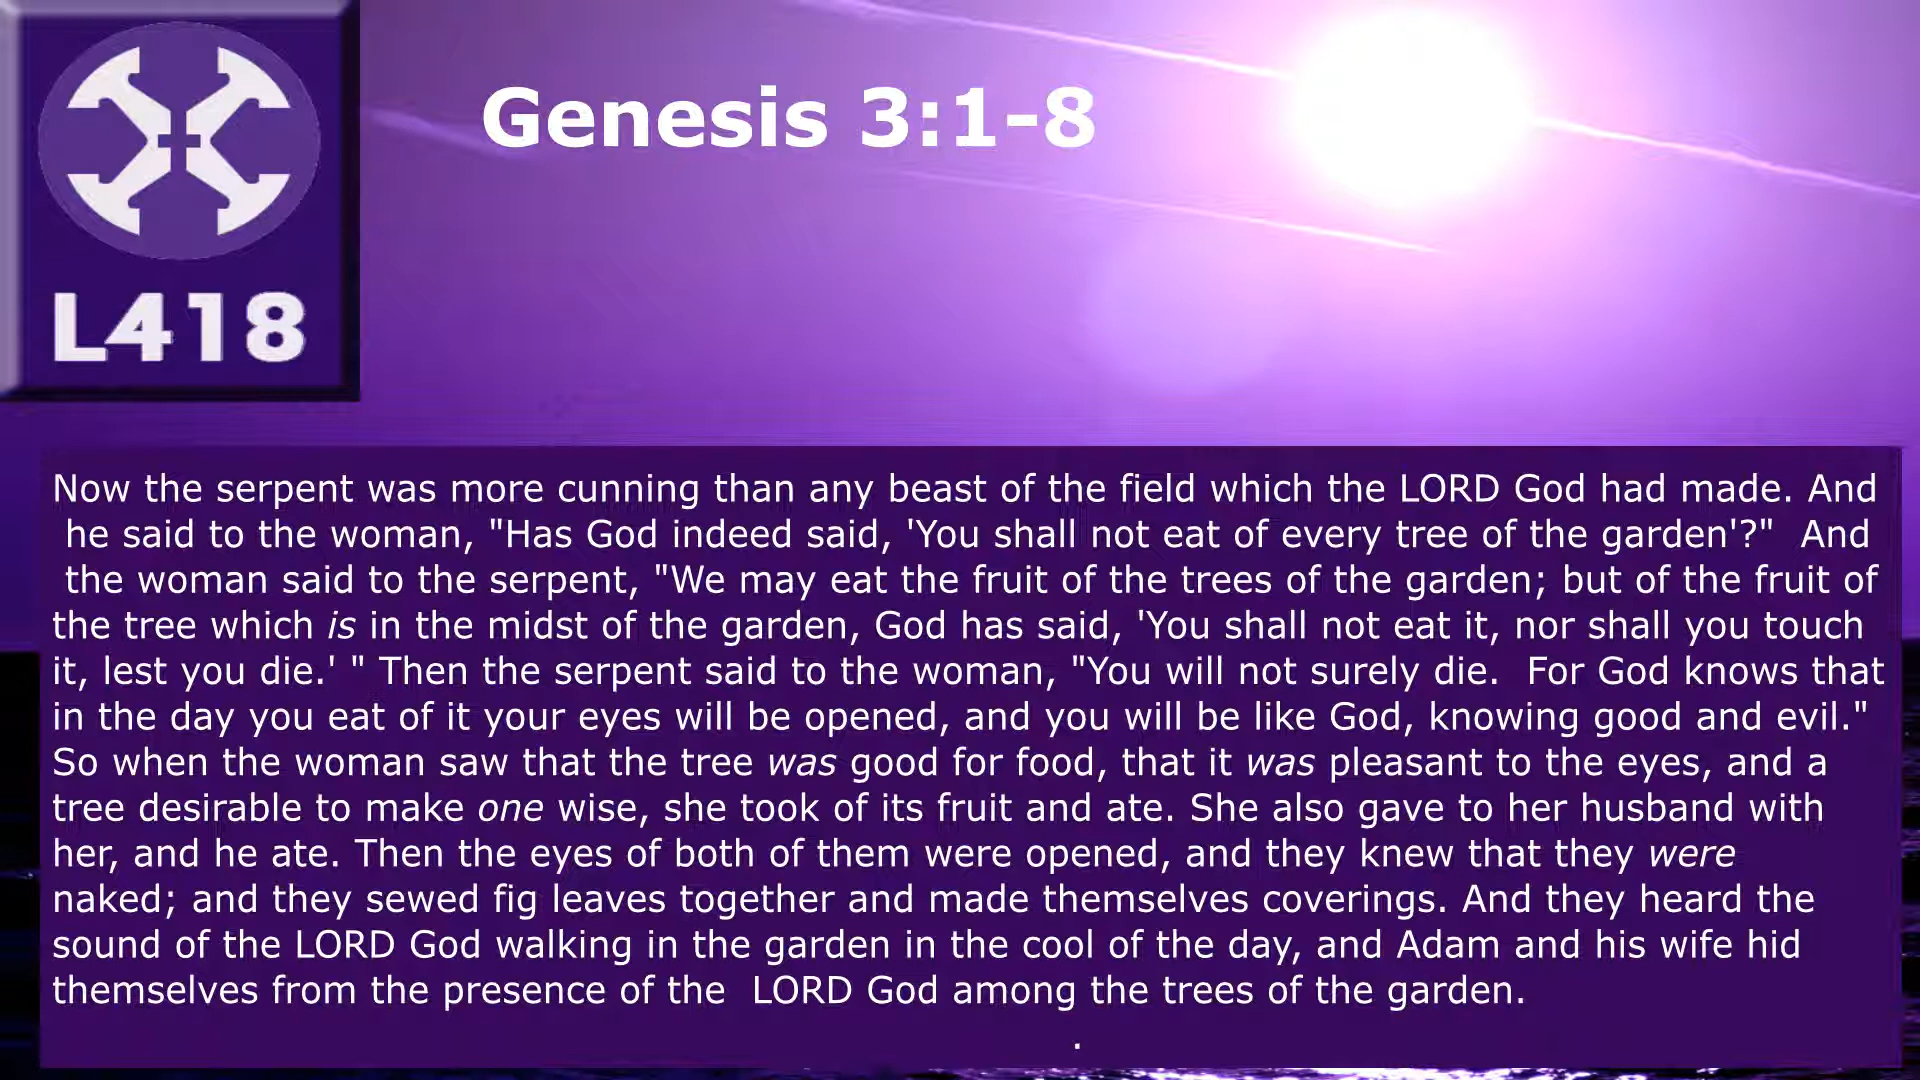 L418
Genesis 3:1-8
Now the serpent was more cunning than any beast of the field which the LORD God had made. And
he said to the woman, "Has God indeed said, 'You shall not eat of every tree of the garden'?"  And
the woman said to the serpent, "We may eat the fruit of the trees of the garden; but of the fruit of
the tree which is in the midst of the garden, God has said, 'You shall not eat it, nor shall you touch
it, lest you die.' " Then the serpent said to the woman, "You will not surely die.  For God knows that
in the day you eat of it your eyes will be opened, and you will be like God, knowing good and evil."
So when the woman saw that the tree was good for food, that it was pleasant to the eyes, and a
tree desirable to make one wise, she took of its fruit and ate. She also gave to her husband with
her, and he ate. Then the eyes of both of them were opened, and they knew that they were
naked; and they sewed fig leaves together and made themselves coverings. And they heard the
sound of the LORD God walking in the garden in the cool of the day, and Adam and his wife hid
themselves from the presence of the  LORD God among the trees of the garden.
.